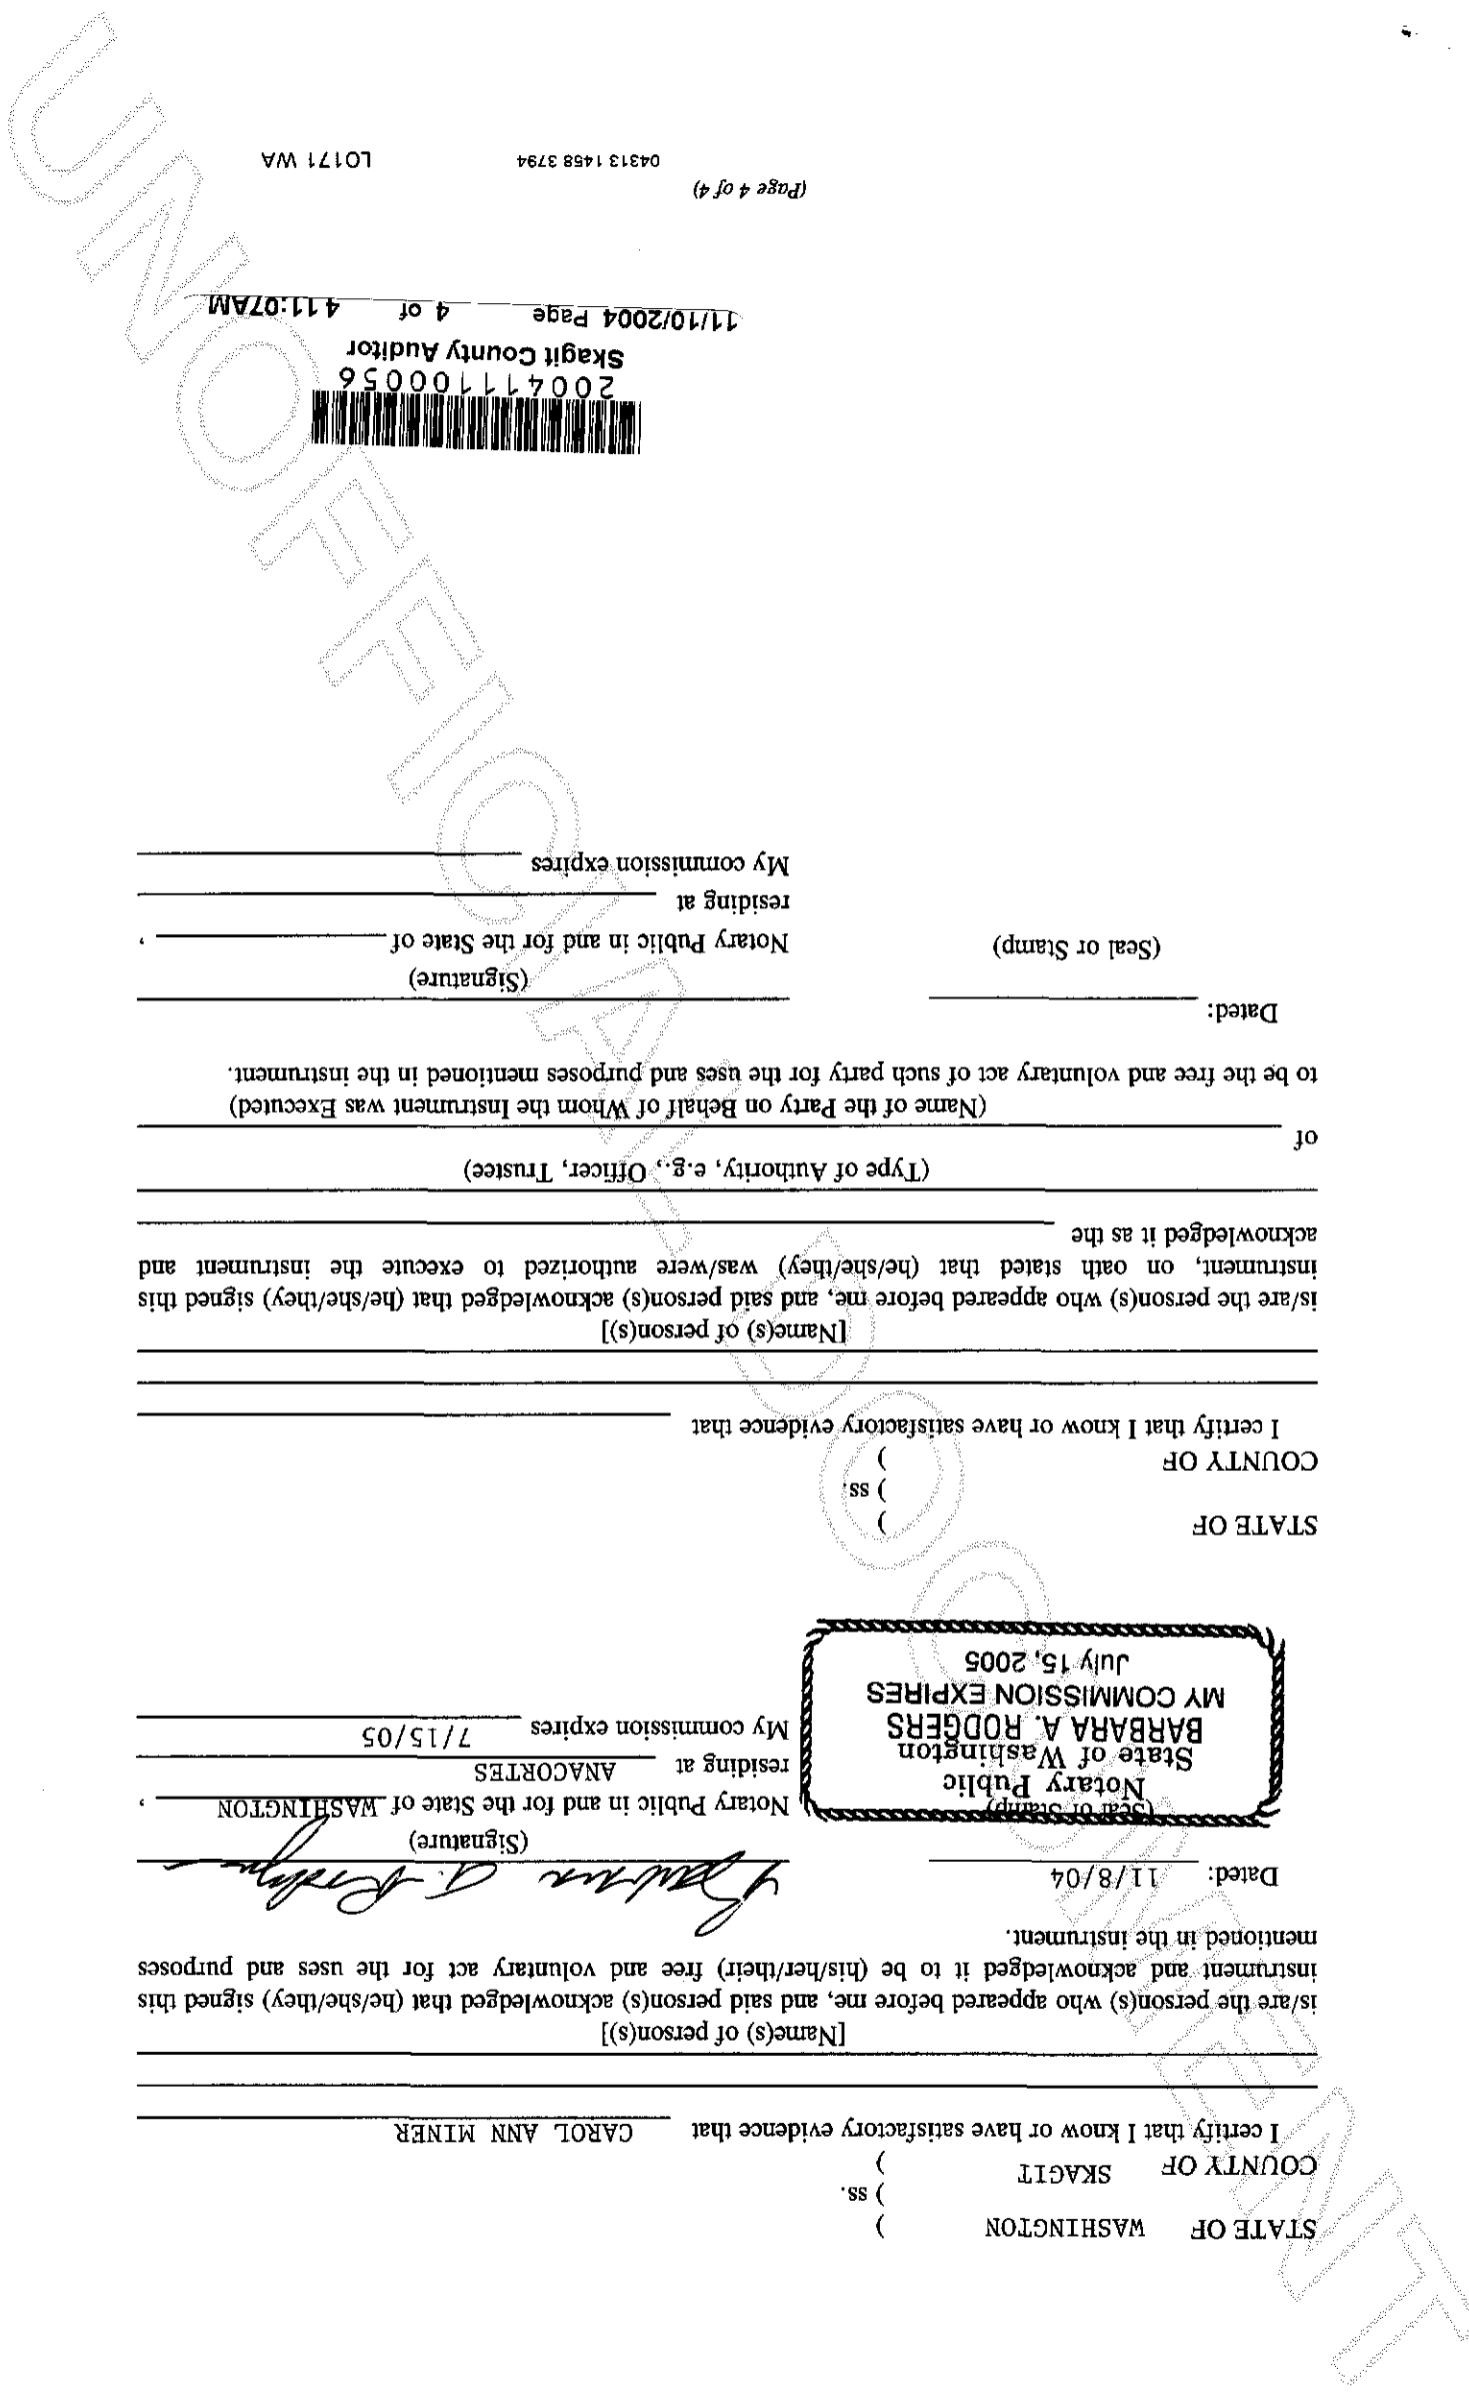 STATE OF WASHINGTON )
) ss.
COUNTY OF SKAGIT )
I certify that I know or have satisfactory evidence that CAROL ANN MINER
[Name(s) of person(s)]
is/are the person(s) who appeared before me, and said person(s) acknowledged that (he/she/they) signed this
instrument and acknowledged it to be (his/her/their) free and voluntary act for the uses and purposes
mentioned in the instrument.
Dated: 11/8/04 Barbara A. Rodgers
(Signature)
(Seal or Stamp)
Notary Public
State of Washington
BARBARA A. RODGERS
MY COMMISSION EXPIRES
July 15, 2005
Notary Public in and for the State of WASHINGTON ,
residing at ANACORTES
My commission expires 7/15/05
STATE OF )
) ss.
COUNTY OF )
I certify that I know or have satisfactory evidence that
[Name(s) of person(s)]
is/are the person(s) who appeared before me, and said person(s) acknowledged that (he/she/they) signed this
instrument, on oath stated that (he/she/they) was/were authorized to execute the instrument and
acknowledged it as the
(Type of Authority, e.g., Officer, Trustee)
of
(Name of the Party on Behalf of Whom the Instrument was Executed)
to be the free and voluntary act of such party for the uses and purposes mentioned in the instrument.
Dated:
(Signature)
(Seal or Stamp) Notary Public in and for the State of ,
residing at
My commission expires
200411100056
Skagit County Auditor
11/10/2004 Page 4 of 4 11:07AM
(Page 4 of 4)
04313 1458 3794 L0171 WA
UNOFFICIAL DOCUMENT